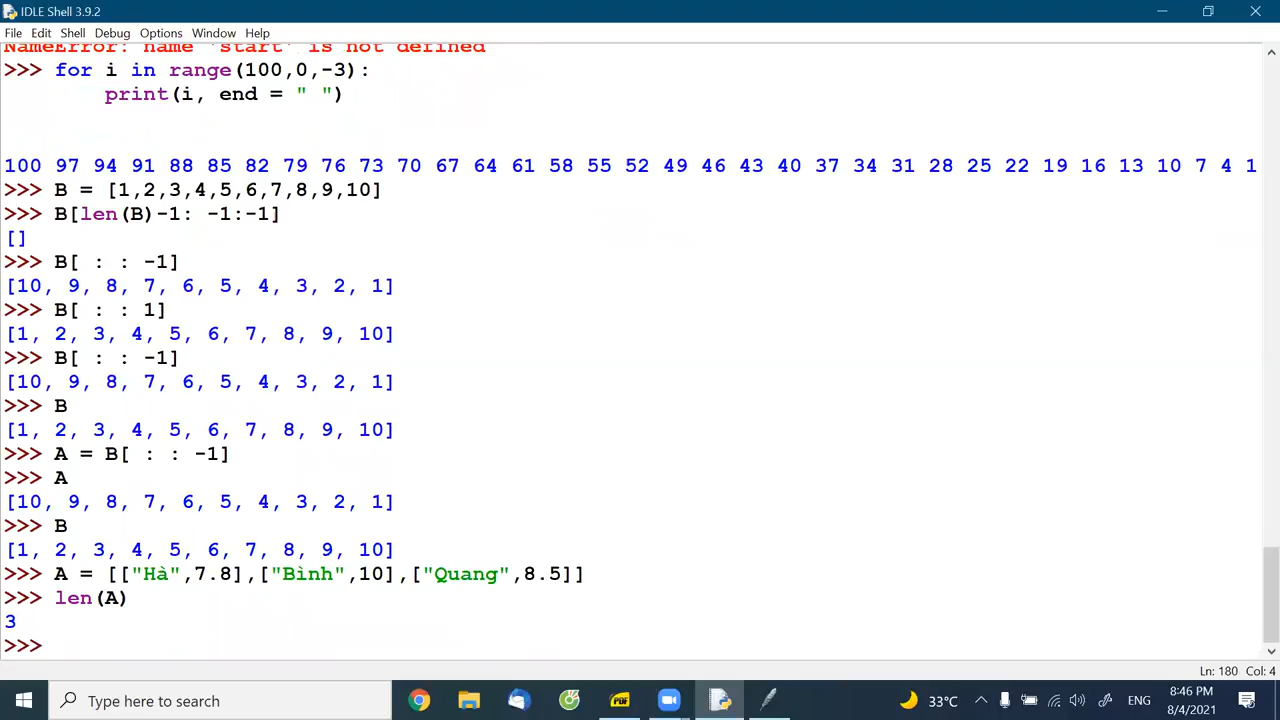 IDLE Shell 3.9.2
File Edit Shell Debug Options Window Help
NameError: name 'start' is not defined
>>> for i in range(100,0,-3):
print(i, end = " ")
100 97 94 91 88 85 82 79 76 73 70 67 64 61 58 55 52 49 46 43 40 37 34 31 28 25 22 19 16 13 10 7 4 1
>>> B = [1,2,3,4,5,6,7,8,9,10]
>>> B[len(B)-1: -1:-1]
[]
>>> B[ : : -1]
[10, 9, 8, 7, 6, 5, 4, 3, 2, 1]
>>> B[ : : 1]
[1, 2, 3, 4, 5, 6, 7, 8, 9, 10]
>>> B[ : : -1]
[10, 9, 8, 7, 6, 5, 4, 3, 2, 1]
>>> B
[1, 2, 3, 4, 5, 6, 7, 8, 9, 10]
>>> A = B[ : : -1]
>>> A
[10, 9, 8, 7, 6, 5, 4, 3, 2, 1]
>>> B
[1, 2, 3, 4, 5, 6, 7, 8, 9, 10]
>>> A = [["Hà",7.8],["Bình",10],["Quang",8.5]]
>>> len(A)
3
>>>
Ln: 180 Col: 4
Type here to search
PDF
33°C
ENG
8:46 PM
8/4/2021